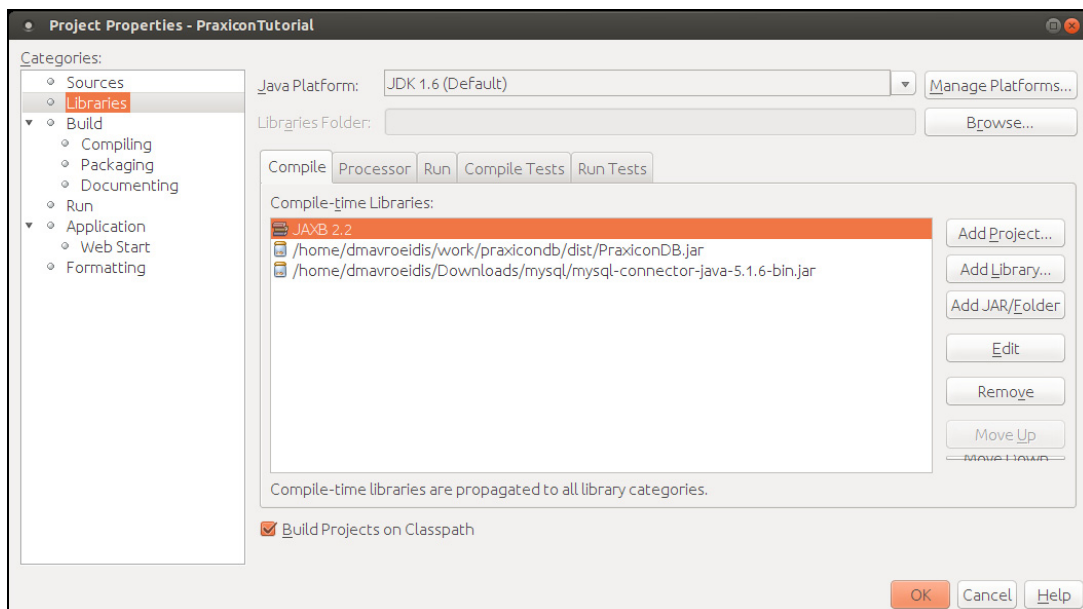 Project Properties - PraxiconTutorial
Categories:
Sources
Libraries
Build
Compiling
Packaging
Documenting
Run
Application
Web Start
Formatting
Java Platform: JDK 1.6 (Default) Manage Platforms...
Libraries Folder: Browse...
Compile Processor Run Compile Tests Run Tests
Compile-time Libraries:
JAXB 2.2
/home/dmavroeidis/work/praxicondb/dist/PraxiconDB.jar
/home/dmavroeidis/Downloads/mysql/mysql-connector-java-5.1.6-bin.jar
Add Project...
Add Library...
Add JAR/Folder
Edit
Remove
Move Up
Move Down
Compile-time libraries are propagated to all library categories.
Build Projects on Classpath
OK Cancel Help